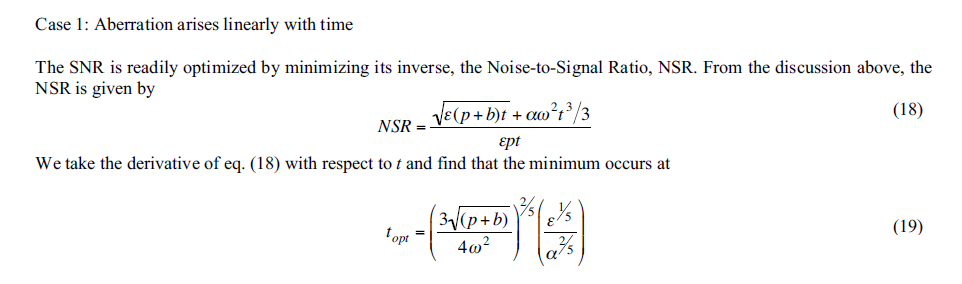 Case 1: Aberration arises linearly with time
The SNR is readily optimized by minimizing its inverse, the Noise-to-Signal Ratio, NSR. From the discussion above, the
NSR is given by
NSR = (√(ε(p+b)t) + αω²t³/3) / (εpt) (18)
We take the derivative of eq. (18) with respect to t and find that the minimum occurs at
t_opt = (3√(p+b) / 4ω²)^(2/5) (ε^(1/5) / α^(2/5)) (19)